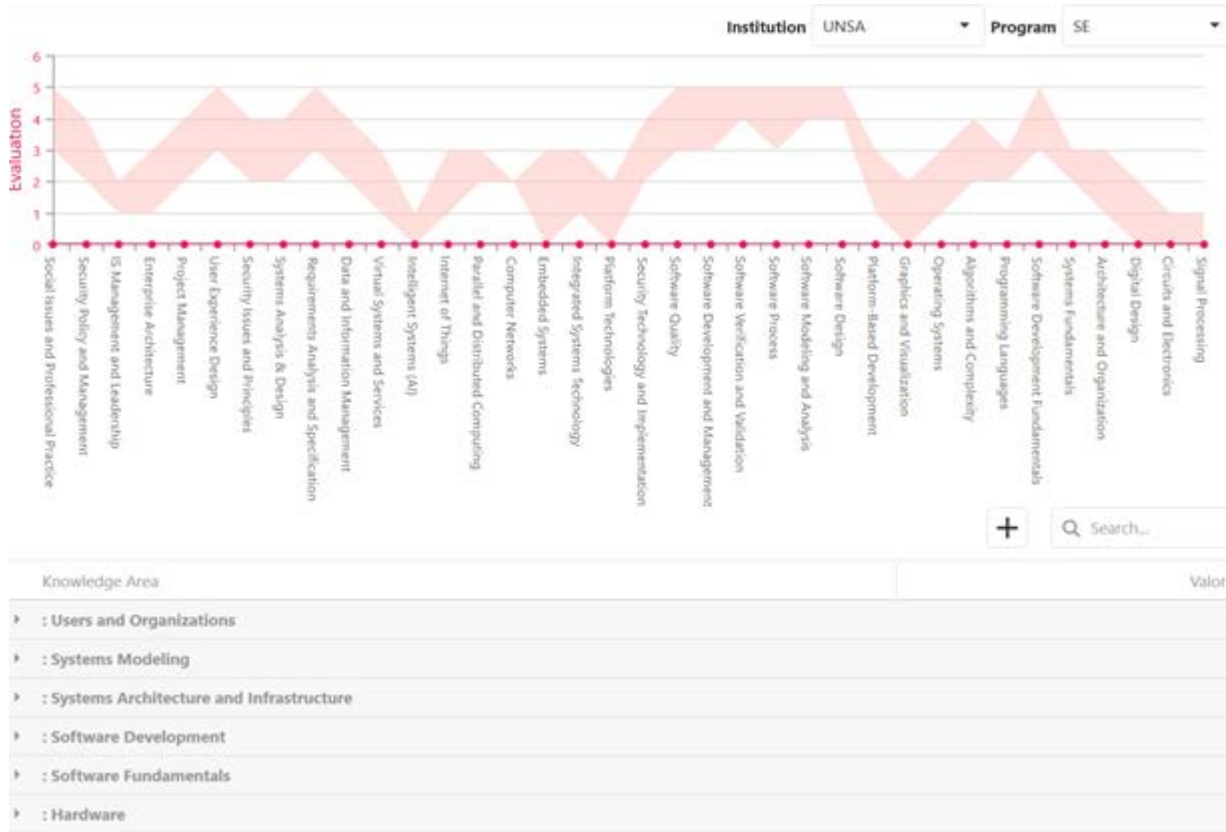 Institution UNSA Program SE
6
5
4
3
2
1
0
Evaluation
Social Issues and Professional Practice
Security Policy and Management
IS Management and Leadership
Enterprise Architecture
Project Management
User Experience Design
Security Issues and Principles
Systems Analysis & Design
Requirements Analysis and Specification
Data and Information Management
Virtual Systems and Services
Intelligent Systems (AI)
Internet of Things
Parallel and Distributed Computing
Computer Networks
Embedded Systems
Integrated Systems Technology
Platform Technologies
Security Technology and Implementation
Software Quality
Software Development and Management
Software Verification and Validation
Software Process
Software Modeling and Analysis
Software Design
Platform-Based Development
Graphics and Visualization
Operating Systems
Algorithms and Complexity
Programming Languages
Software Development Fundamentals
Systems Fundamentals
Architecture and Organization
Digital Design
Circuits and Electronics
Signal Processing
+ Search...
Knowledge Area Valor
: Users and Organizations
: Systems Modeling
: Systems Architecture and Infrastructure
: Software Development
: Software Fundamentals
: Hardware